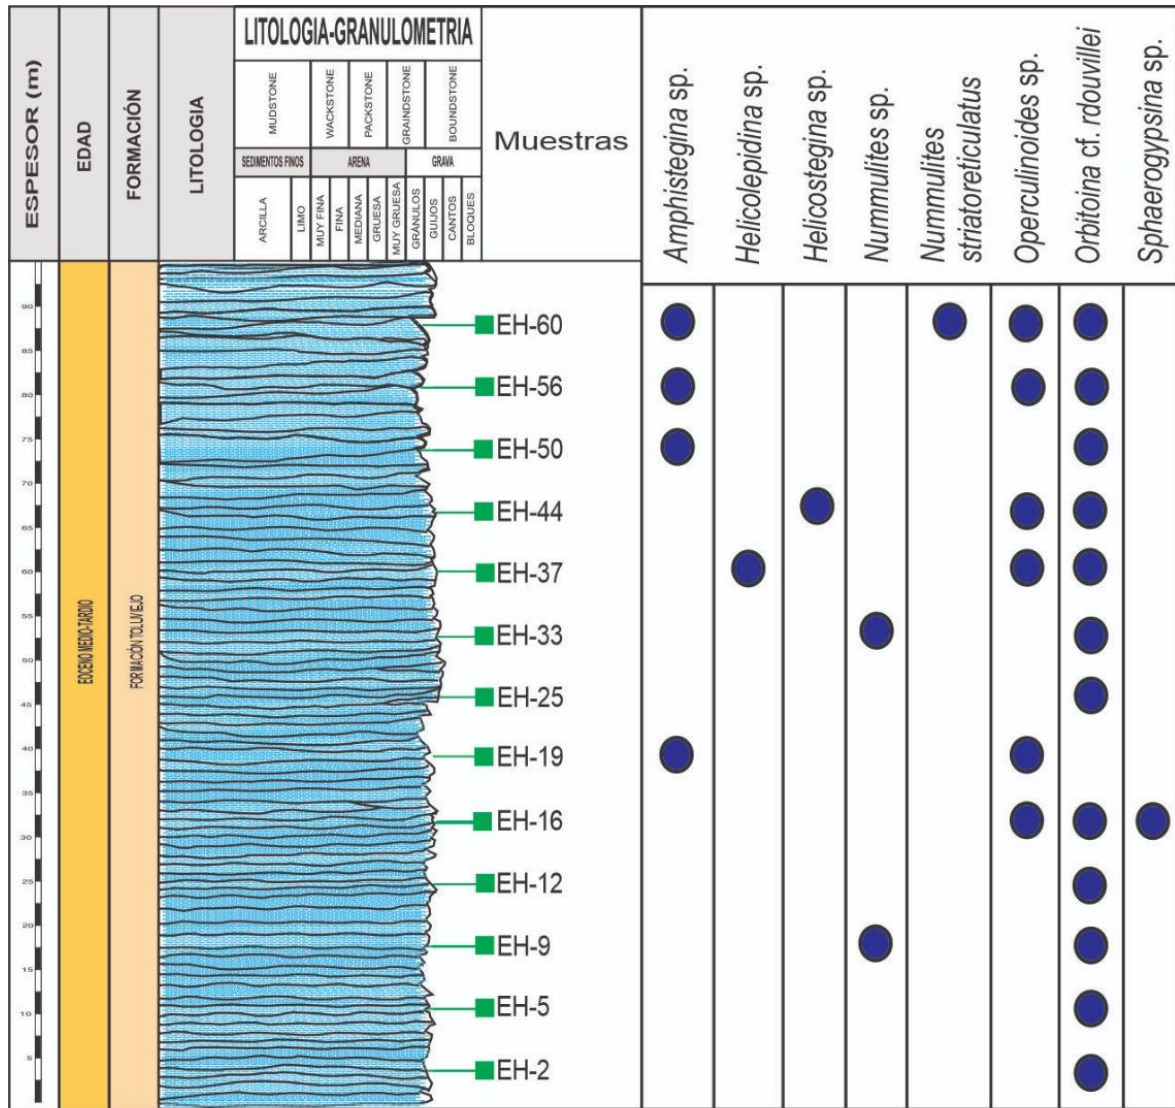 ESPESOR (m)
EDAD
FORMACIÓN
LITOLOGIA
LITOLOGIA-GRANULOMETRIA
MUDSTONE
WACKSTONE
PACKSTONE
GRAINDSTONE
BOUNDSTONE
SEDIMENTOS FINOS
ARENA
GRAVA
ARCILLA
LIMO
MUY FINA
FINA
MEDIANA
GRUESA
MUY GRUESA
GRÁNULOS
GUIJOS
CANTOS
BLOQUES
Muestras
Amphistegina sp.
Helicolepidina sp.
Helicostegina sp.
Nummulites sp.
Nummulites
striatoreticulatus
Operculinoides sp.
Orbitoina cf. rdouvillei
Sphaerogypsina sp.
90
85
80
75
70
65
60
55
50
45
40
35
30
25
20
15
10
5
EOCENO MEDIO-TARDIO
FORMACIÓN TOLUVIEJO
EH-60
EH-56
EH-50
EH-44
EH-37
EH-33
EH-25
EH-19
EH-16
EH-12
EH-9
EH-5
EH-2